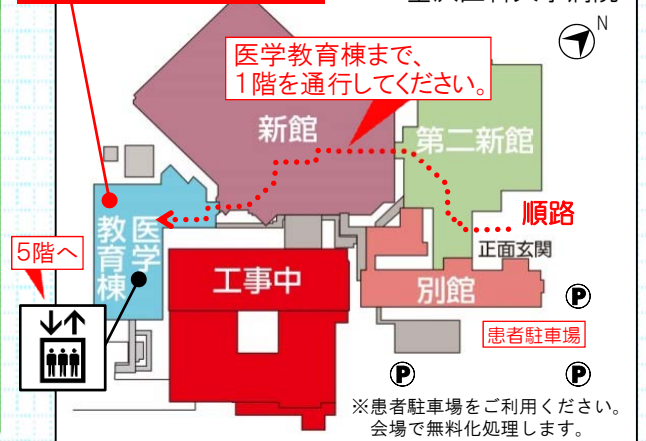 N
医学教育棟まで、
1階を通行してください。
新館
第二新館
順路
正面玄関
医学
教育棟
5階へ
工事中
別館
P
患者駐車場
P
P
※患者駐車場をご利用ください。
会場で無料化処理します。